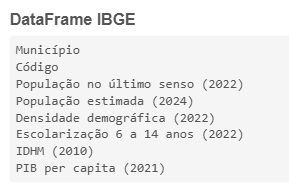 DataFrame IBGE
Município
Código
População no último senso (2022)
População estimada (2024)
Densidade demográfica (2022)
Escolarização 6 a 14 anos (2022)
IDHM (2010)
PIB per capita (2021)